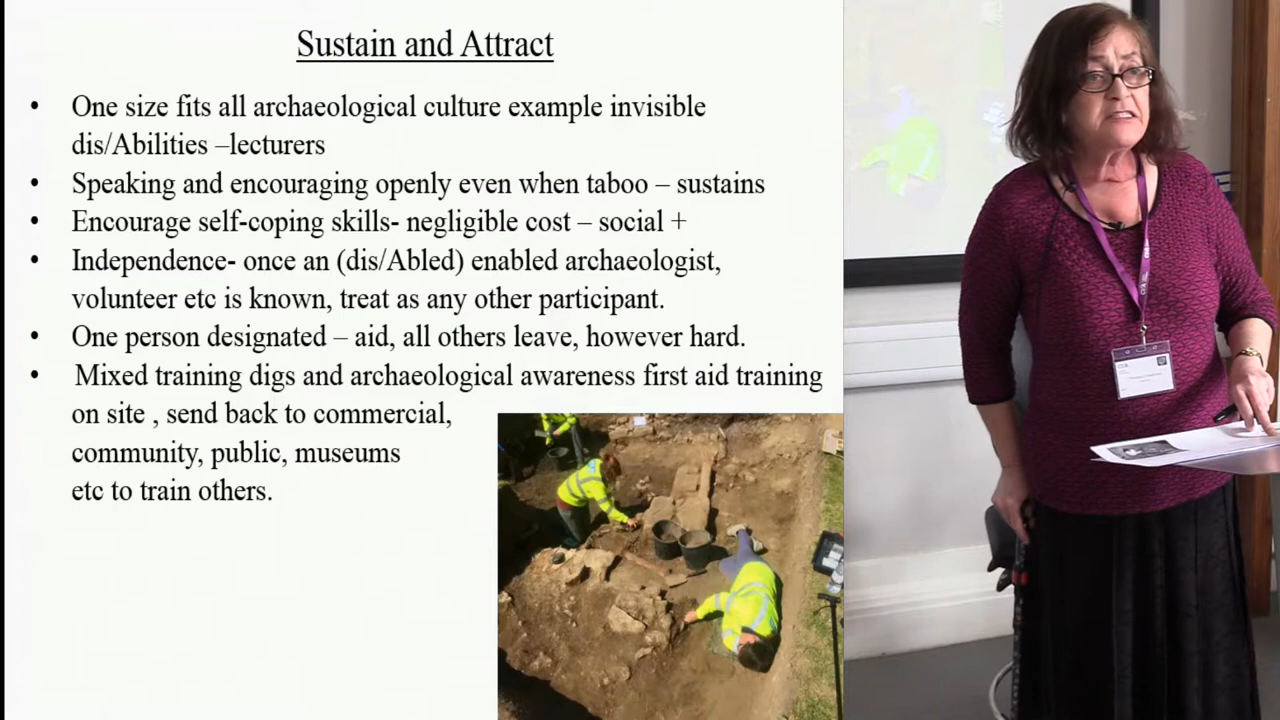 Sustain and Attract
• One size fits all archaeological culture example invisible
dis/Abilities –lecturers
• Speaking and encouraging openly even when taboo – sustains
• Encourage self-coping skills- negligible cost – social +
• Independence- once an (dis/Abled) enabled archaeologist,
volunteer etc is known, treat as any other participant.
• One person designated – aid, all others leave, however hard.
• Mixed training digs and archaeological awareness first aid training
on site , send back to commercial,
community, public, museums
etc to train others.